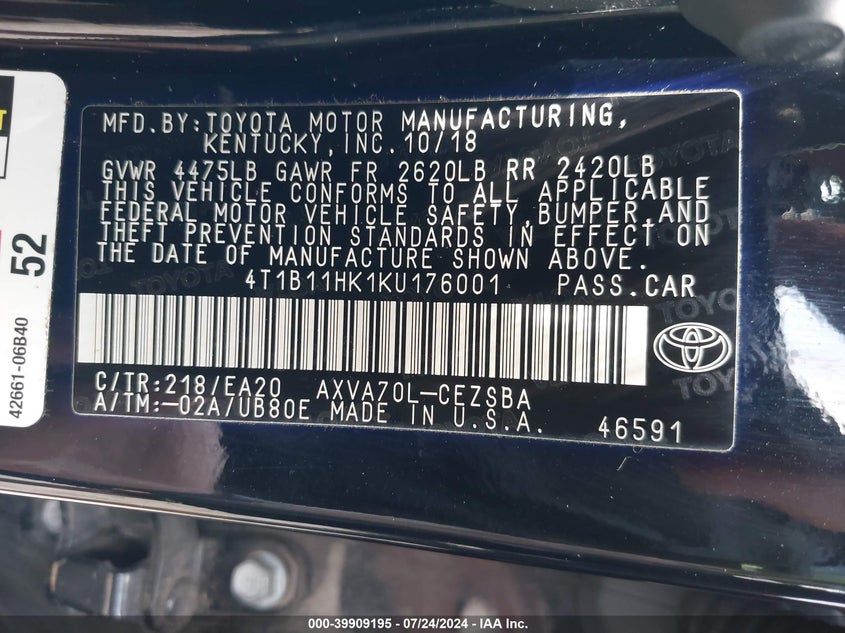 MFD.BY:TOYOTA MOTOR MANUFACTURING,
KENTUCKY, INC. 10/18
GVWR 4475LB GAWR FR 2620LB RR 2420LB
THIS VEHICLE CONFORMS TO ALL APPLICABLE
FEDERAL MOTOR VEHICLE SAFETY,BUMPER,AND
THEFT PREVENTION STANDARDS IN EFFECT ON
THE DATE OF MANUFACTURE SHOWN ABOVE.
4T1B11HK1KU176001 PASS.CAR
C/TR:218/EA20 AXVA70L-CEZSBA
A/TM:-02A/UB80E MADE IN U.S.A. 46591
52
42661-06B40
000-39909195 - 07/24/2024 - IAA Inc.